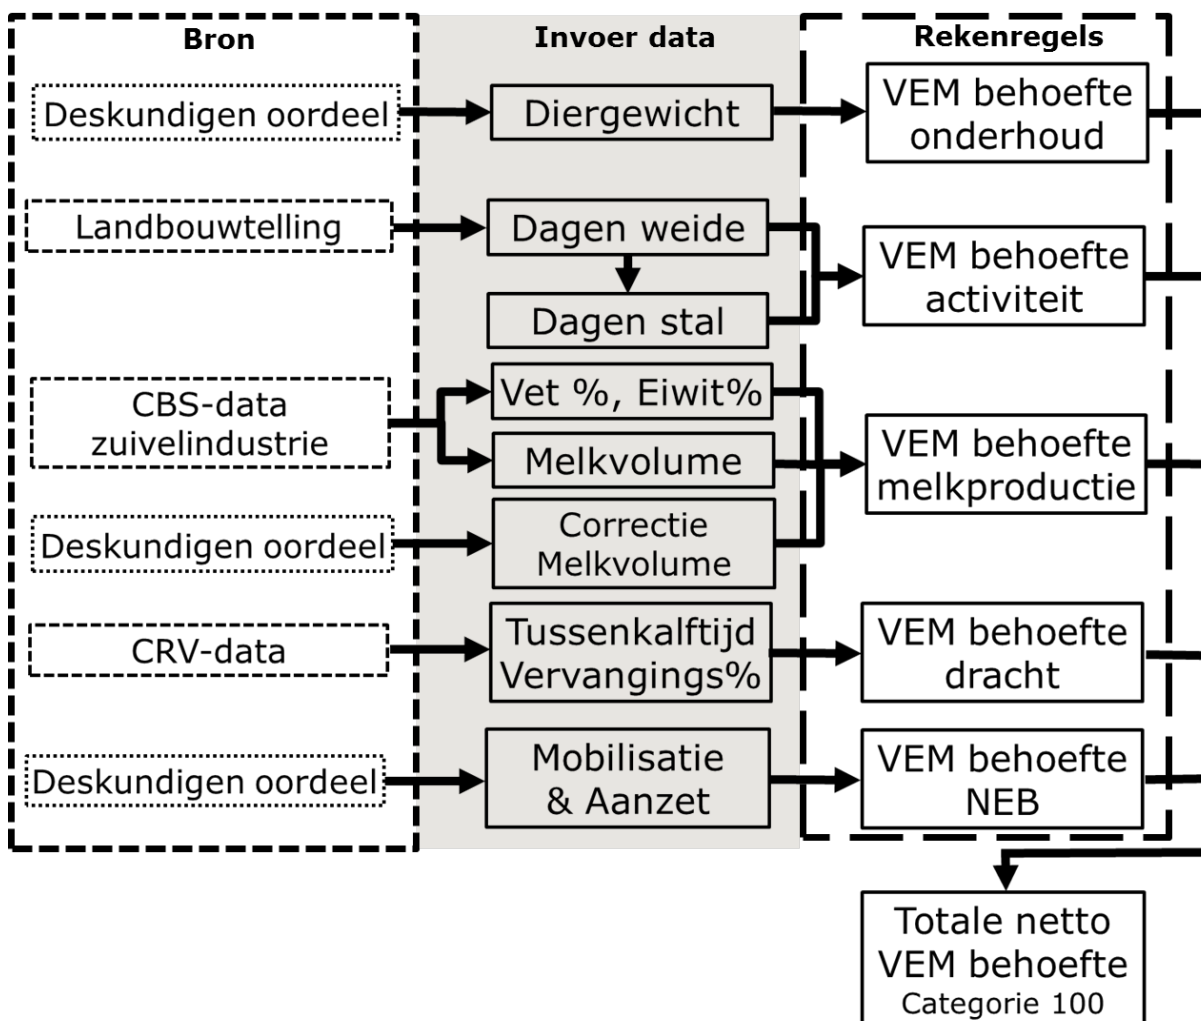 Bron
Invoer data
Rekenregels
Deskundigen oordeel
Diergewicht
VEM behoefte
onderhoud
Landbouwtelling
Dagen weide
Dagen stal
VEM behoefte
activiteit
CBS-data
zuivelindustrie
Vet %, Eiwit%
Melkvolume
VEM behoefte
melkproductie
Deskundigen oordeel
Correctie
Melkvolume
CRV-data
Tussenkalftijd
Vervangings%
VEM behoefte
dracht
Deskundigen oordeel
Mobilisatie
& Aanzet
VEM behoefte
NEB
Totale netto
VEM behoefte
Categorie 100